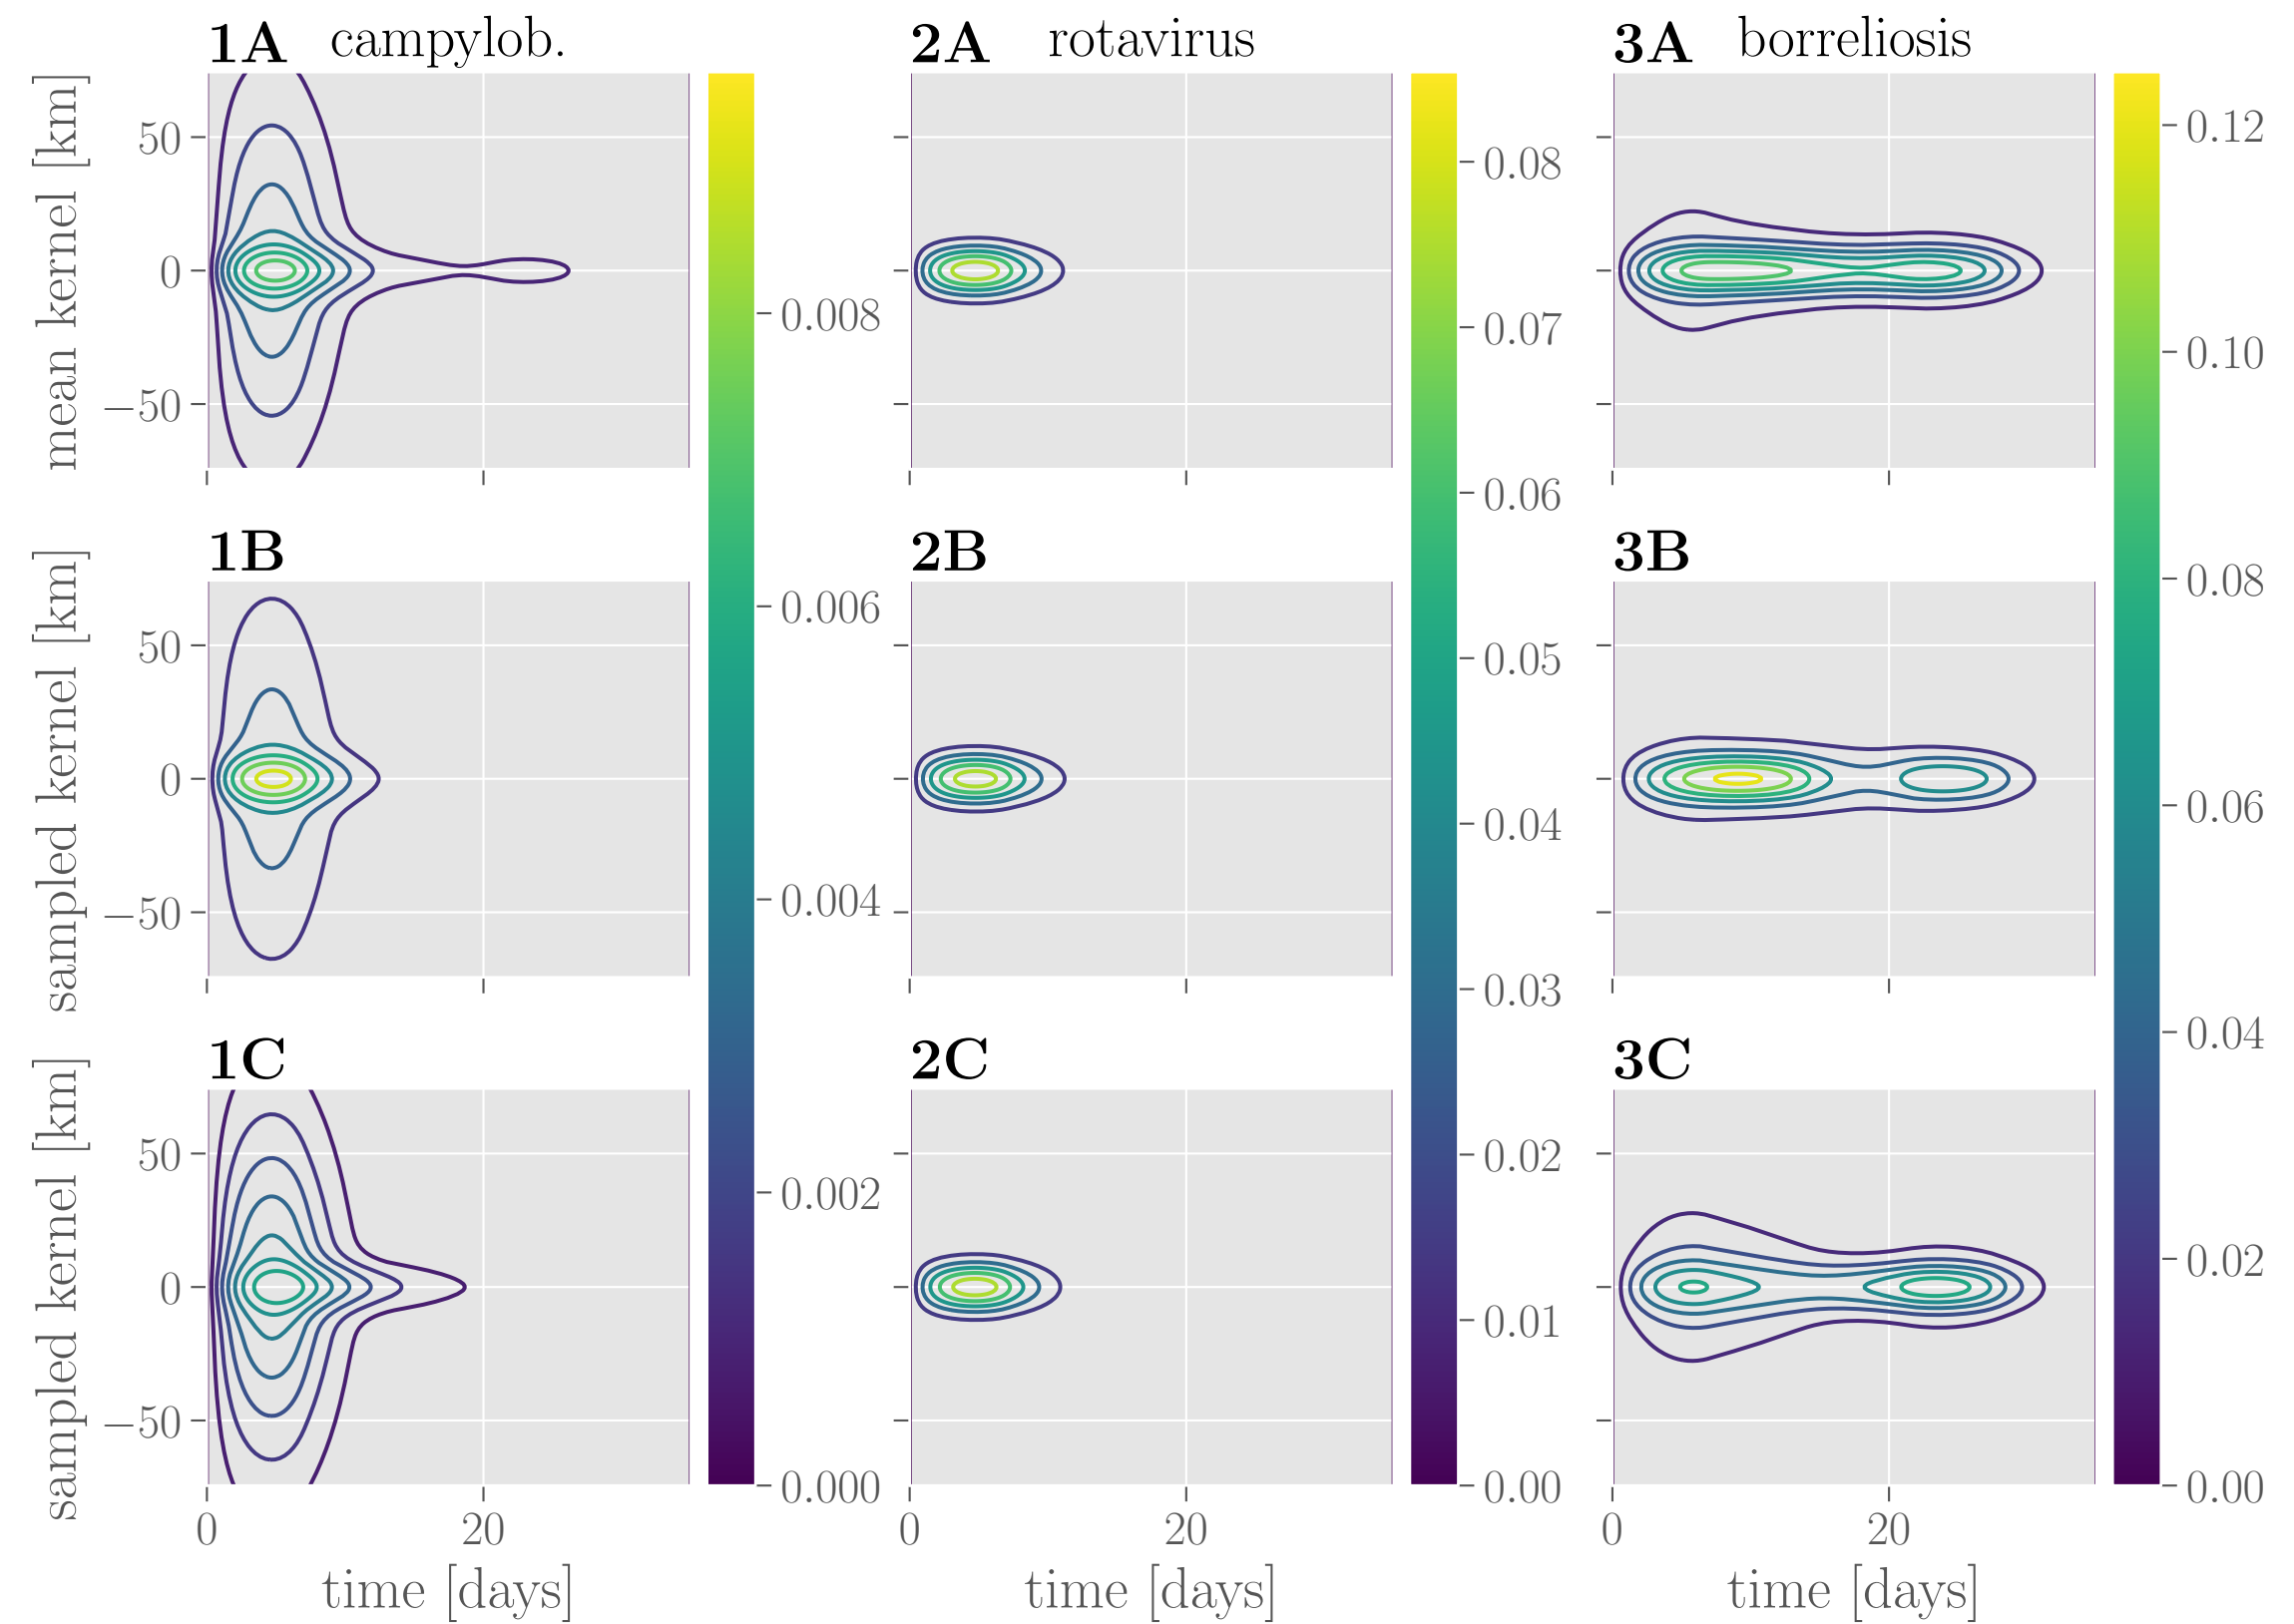 1A campylob.
2A rotavirus
3A borreliosis
mean kernel [km]
50
0
−50
1B
2B
3B
sampled kernel [km]
50
0
−50
1C
2C
3C
sampled kernel [km]
50
0
−50
0.008
0.006
0.004
0.002
0.000
0.08
0.07
0.06
0.05
0.04
0.03
0.02
0.01
0.00
0.12
0.10
0.08
0.06
0.04
0.02
0.00
0 20
0 20
0 20
time [days]
time [days]
time [days]